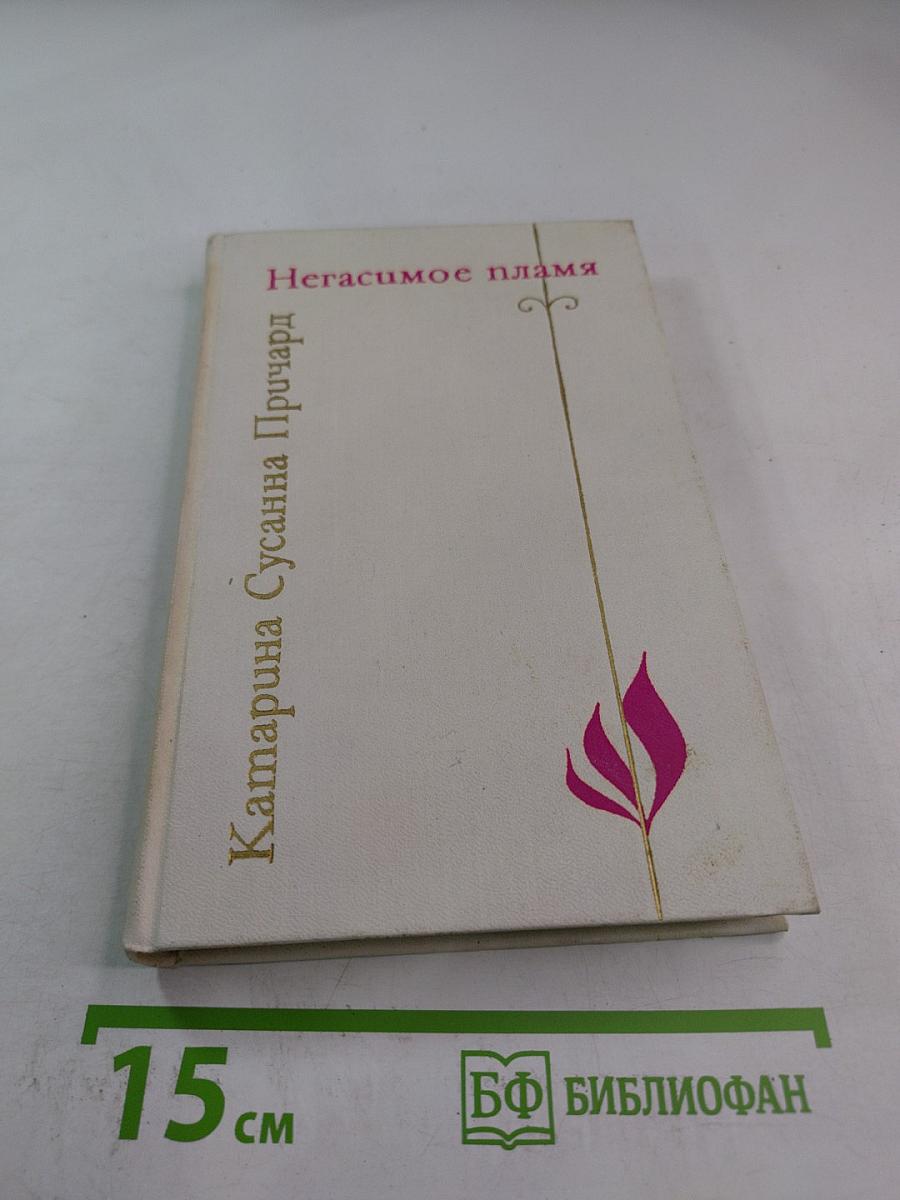 Негасимое пламя
Катарина Сусанна Причард
15 см
БФ БИБЛИОФАН